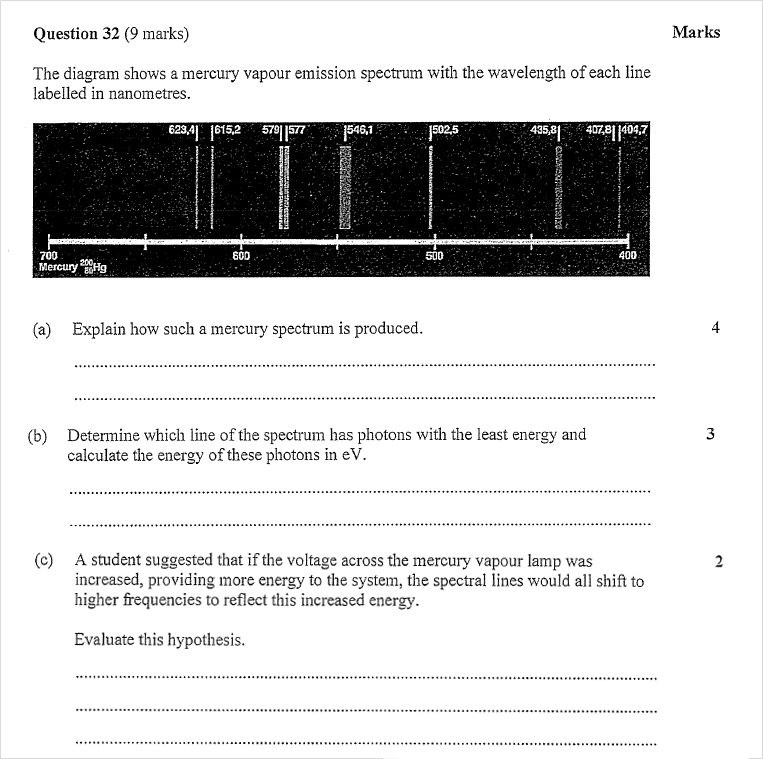 Question 32 (9 marks)
Marks
The diagram shows a mercury vapour emission spectrum with the wavelength of each line
labelled in nanometres.
623,4 615,2 579 577 546,1 502,5 435,8 407,8 404,7
700 600 500 400
Mercury 200 80 Hg
(a) Explain how such a mercury spectrum is produced. 4
(b) Determine which line of the spectrum has photons with the least energy and 3
calculate the energy of these photons in eV.
(c) A student suggested that if the voltage across the mercury vapour lamp was 2
increased, providing more energy to the system, the spectral lines would all shift to
higher frequencies to reflect this increased energy.
Evaluate this hypothesis.